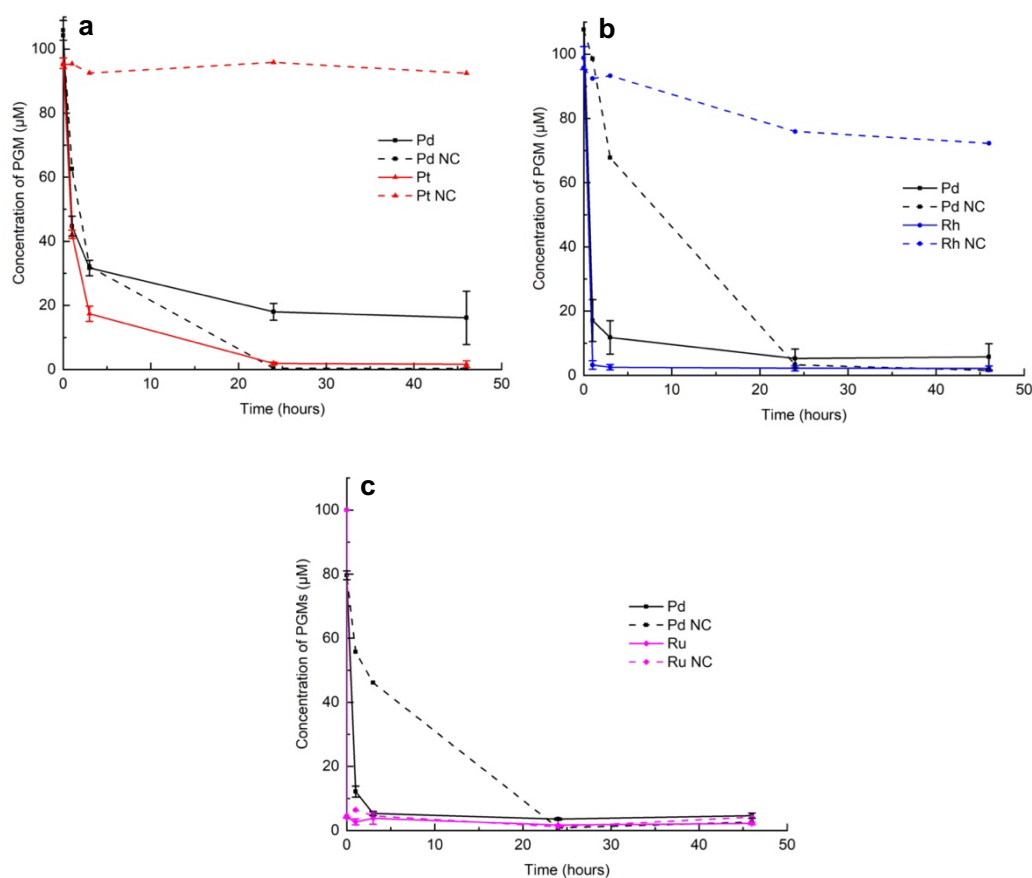 a
100
80
60
40
20
0
Concentration of PGM (µM)
0 10 20 30 40 50
Time (hours)
Pd
Pd NC
Pt
Pt NC
b
100
80
60
40
20
0
Concentration of PGM (µM)
0 10 20 30 40 50
Time (hours)
Pd
Pd NC
Rh
Rh NC
c
100
80
60
40
20
0
Concentration of PGMs (µM)
0 10 20 30 40 50
Time (hours)
Pd
Pd NC
Ru
Ru NC